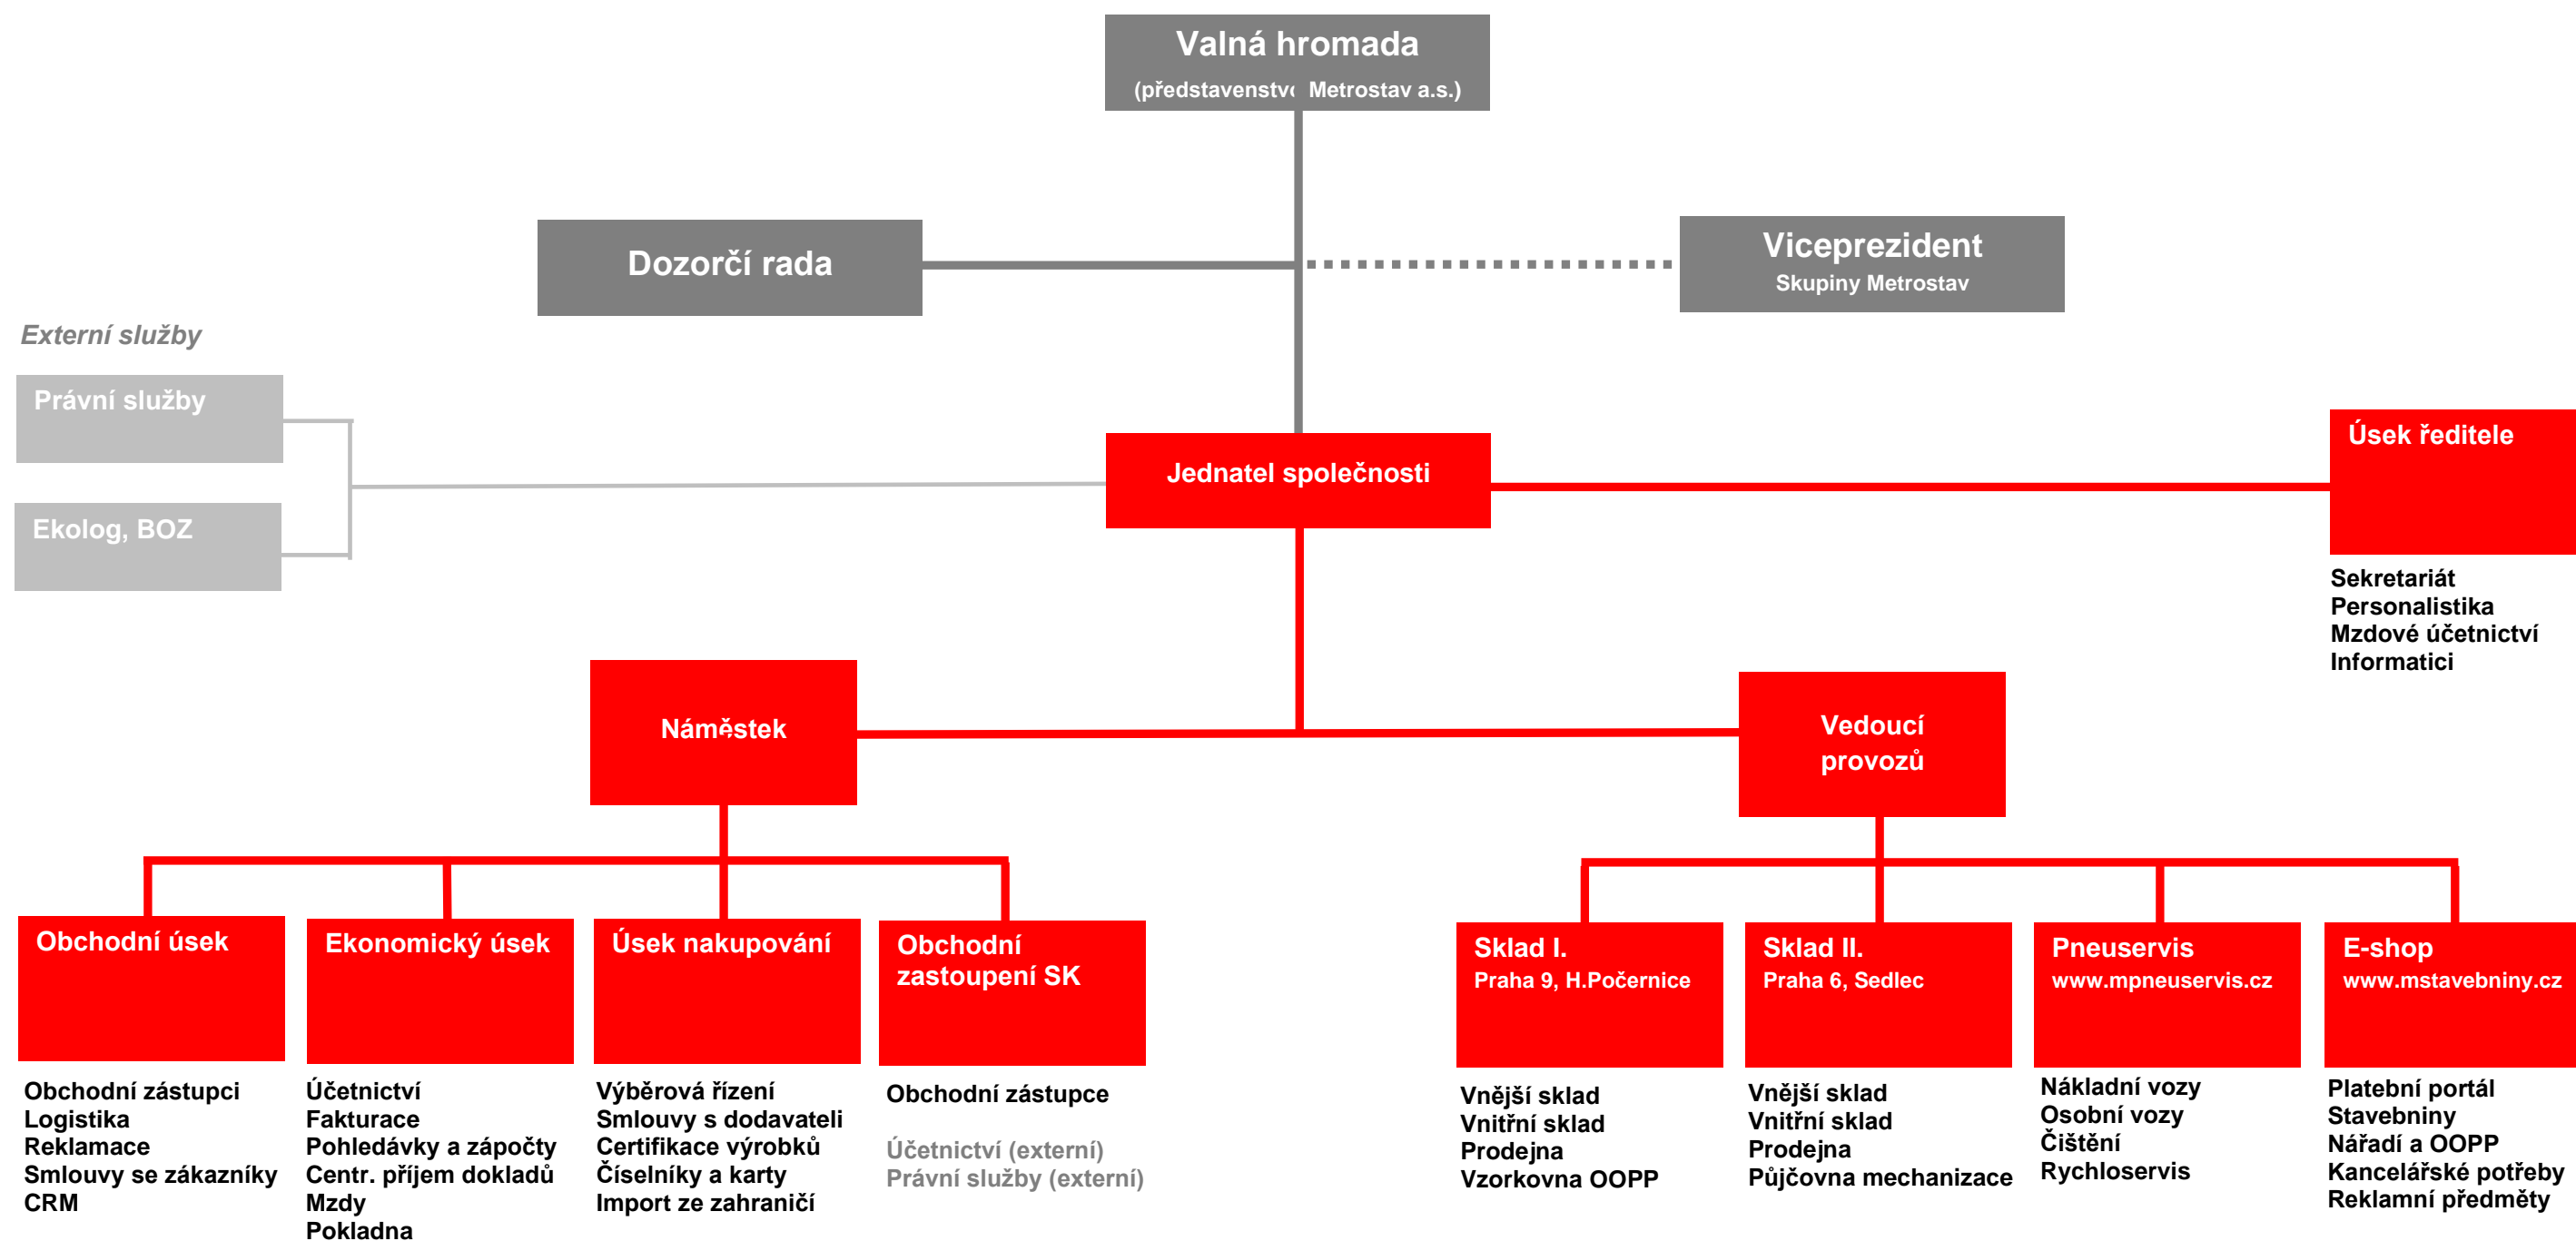 Valná hromada
(představenstvo Metrostav a.s.)
Dozorčí rada
Viceprezident
Skupiny Metrostav
Externí služby
Právní služby
Ekolog, BOZ
Jednatel společnosti
Úsek ředitele
Sekretariát
Personalistika
Mzdové účetnictví
Informatici
Náměstek
Vedoucí
provozů
Obchodní úsek
Obchodní zástupci
Logistika
Reklamace
Smlouvy se zákazníky
CRM
Ekonomický úsek
Účetnictví
Fakturace
Pohledávky a zápočty
Centr. příjem dokladů
Mzdy
Pokladna
Úsek nakupování
Výběrová řízení
Smlouvy s dodavateli
Certifikace výrobků
Číselníky a karty
Import ze zahraničí
Obchodní
zastoupení SK
Obchodní zástupce
Účetnictví (externí)
Právní služby (externí)
Sklad I.
Praha 9, H.Počernice
Vnější sklad
Vnitřní sklad
Prodejna
Vzorkovna OOPP
Sklad II.
Praha 6, Sedlec
Vnější sklad
Vnitřní sklad
Prodejna
Půjčovna mechanizace
Pneuservis
www.mpneuservis.cz
Nákladní vozy
Osobní vozy
Čištění
Rychloservis
E-shop
www.mstavebniny.cz
Platební portál
Stavebniny
Nářadí a OOPP
Kancelářské potřeby
Reklamní předměty